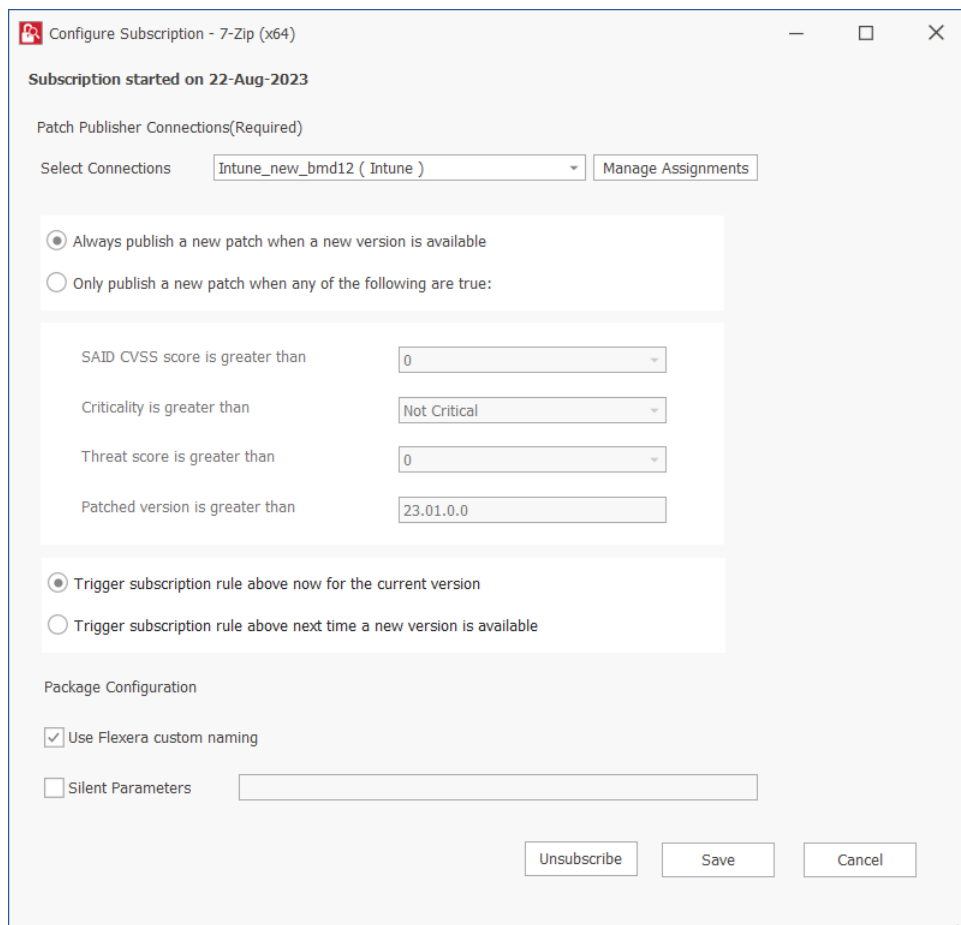 Configure Subscription - 7-Zip (x64)
Subscription started on 22-Aug-2023
Patch Publisher Connections(Required)
Select Connections Intune_new_bmd12 ( Intune ) Manage Assignments
Always publish a new patch when a new version is available
Only publish a new patch when any of the following are true:
SAID CVSS score is greater than 0
Criticality is greater than Not Critical
Threat score is greater than 0
Patched version is greater than 23.01.0.0
Trigger subscription rule above now for the current version
Trigger subscription rule above next time a new version is available
Package Configuration
Use Flexera custom naming
Silent Parameters
Unsubscribe Save Cancel